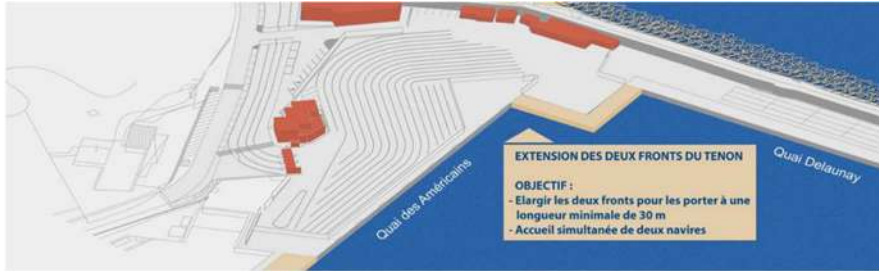 EXTENSION DES DEUX FRONTS DU TENON
OBJECTIF :
- Elargir les deux fronts pour les porter à une
longueur minimale de 30 m
- Accueil simultanée de deux navires
Quai des Américains
Quai Delaunay